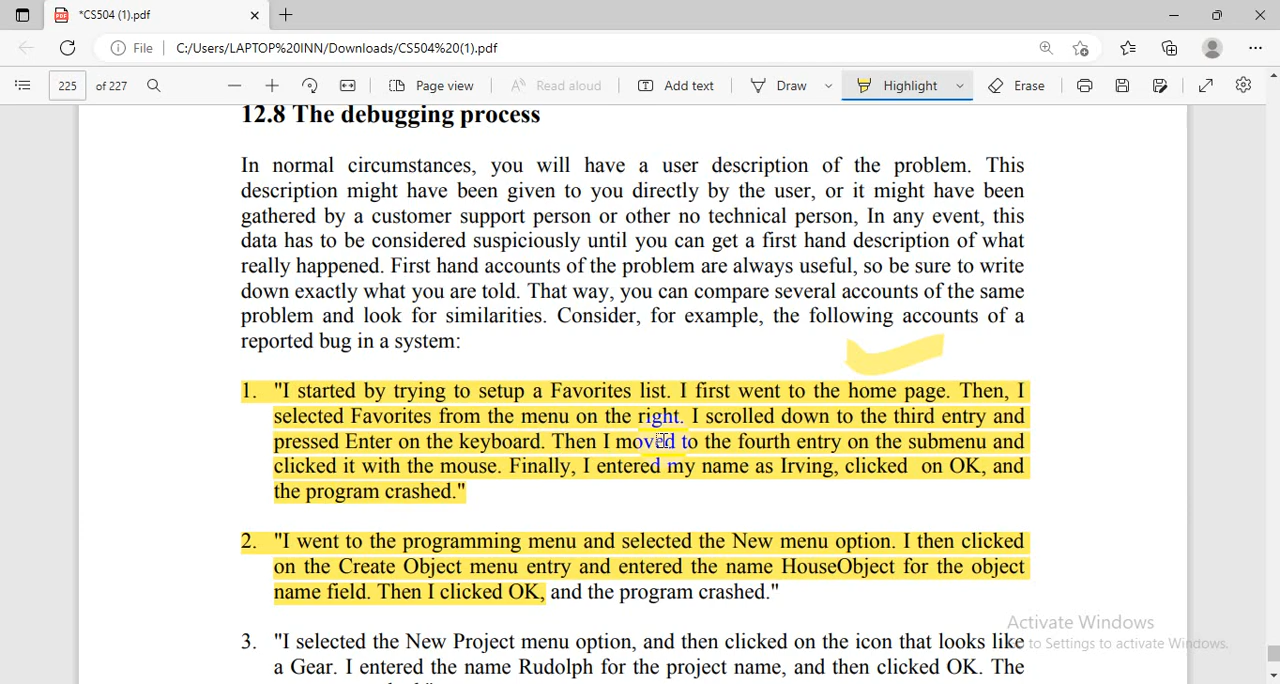 *CS504 (1).pdf
File C:/Users/LAPTOP%20INN/Downloads/CS504%20(1).pdf
225 of 227 Page view Read aloud Add text Draw Highlight Erase
12.8 The debugging process
In normal circumstances, you will have a user description of the problem. This
description might have been given to you directly by the user, or it might have been
gathered by a customer support person or other no technical person, In any event, this
data has to be considered suspiciously until you can get a first hand description of what
really happened. First hand accounts of the problem are always useful, so be sure to write
down exactly what you are told. That way, you can compare several accounts of the same
problem and look for similarities. Consider, for example, the following accounts of a
reported bug in a system:
1. "I started by trying to setup a Favorites list. I first went to the home page. Then, I
selected Favorites from the menu on the right. I scrolled down to the third entry and
pressed Enter on the keyboard. Then I moved to the fourth entry on the submenu and
clicked it with the mouse. Finally, I entered my name as Irving, clicked on OK, and
the program crashed."
2. "I went to the programming menu and selected the New menu option. I then clicked
on the Create Object menu entry and entered the name HouseObject for the object
name field. Then I clicked OK, and the program crashed."
Activate Windows
3. "I selected the New Project menu option, and then clicked on the icon that looks like
to Settings to activate Windows.
a Gear. I entered the name Rudolph for the project name, and then clicked OK. The